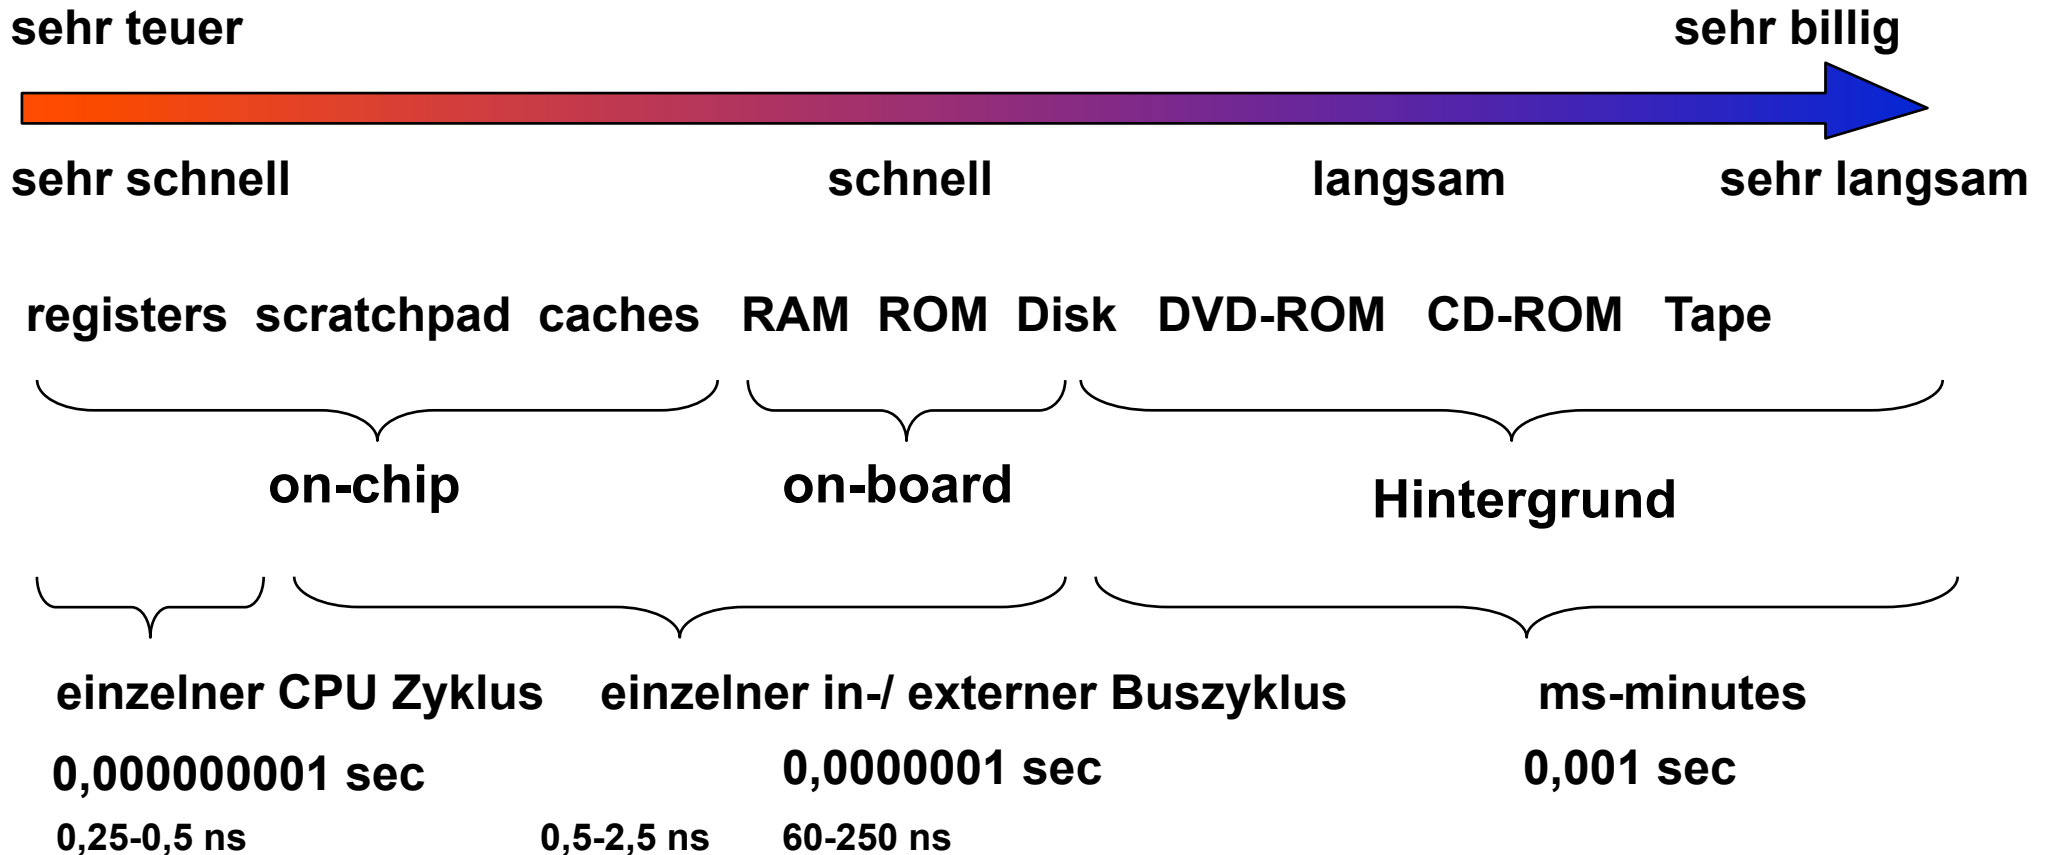 sehr teuer sehr billig
sehr schnell schnell langsam sehr langsam
registers scratchpad caches RAM ROM Disk DVD-ROM CD-ROM Tape
on-chip on-board Hintergrund
einzelner CPU Zyklus einzelner in-/ externer Buszyklus ms-minutes
0,000000001 sec 0,0000001 sec 0,001 sec
0,25-0,5 ns 0,5-2,5 ns 60-250 ns